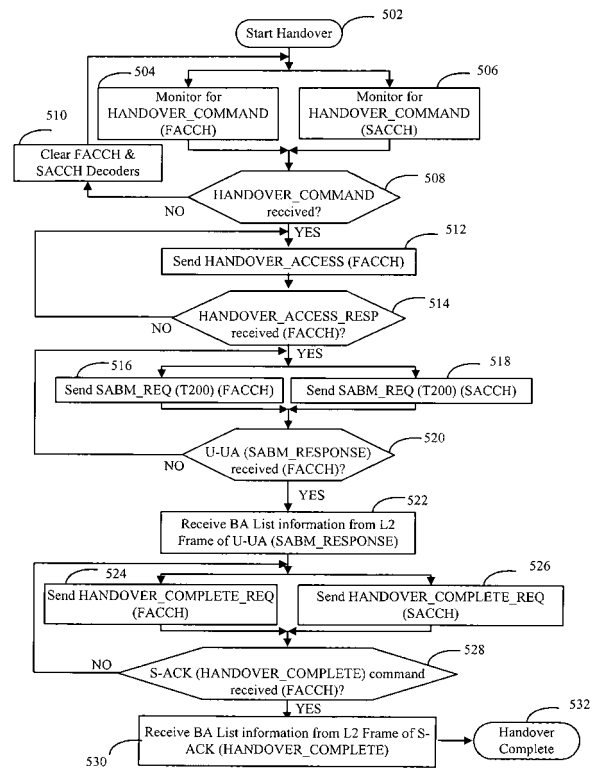 502
Start Handover
504
506
Monitor for
HANDOVER_COMMAND
(FACCH)
Monitor for
HANDOVER_COMMAND
(SACCH)
510
Clear FACCH &
SACCH Decoders
508
HANDOVER_COMMAND
received?
NO
YES
512
Send HANDOVER_ACCESS (FACCH)
514
HANDOVER_ACCESS_RESP
received (FACCH)?
NO
YES
516
518
Send SABM_REQ (T200) (FACCH)
Send SABM_REQ (T200) (SACCH)
520
U-UA (SABM_RESPONSE)
received (FACCH)?
NO
YES
522
Receive BA List information from L2
Frame of U-UA (SABM_RESPONSE)
524
526
Send HANDOVER_COMPLETE_REQ
(FACCH)
Send HANDOVER_COMPLETE_REQ
(SACCH)
528
S-ACK (HANDOVER_COMPLETE) command
received (FACCH)?
NO
YES
532
Receive BA List information from L2 Frame of S-
ACK (HANDOVER_COMPLETE)
530
Handover
Complete